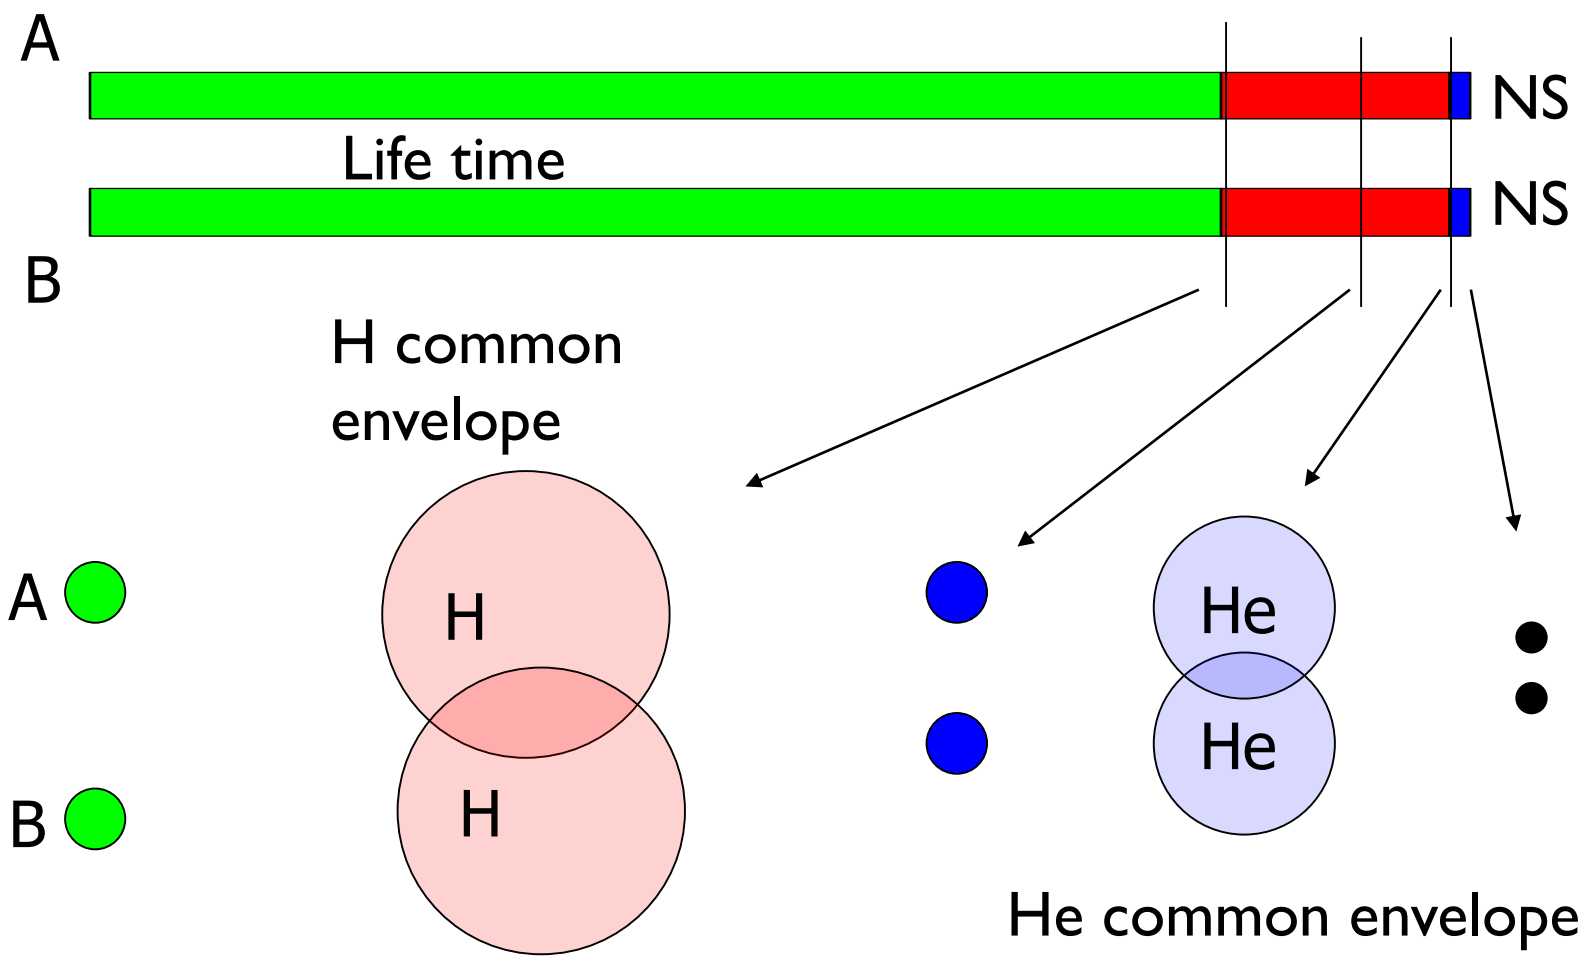 A
NS
Life time
NS
B
H common
envelope
A
H
He
H
He
B
He common envelope